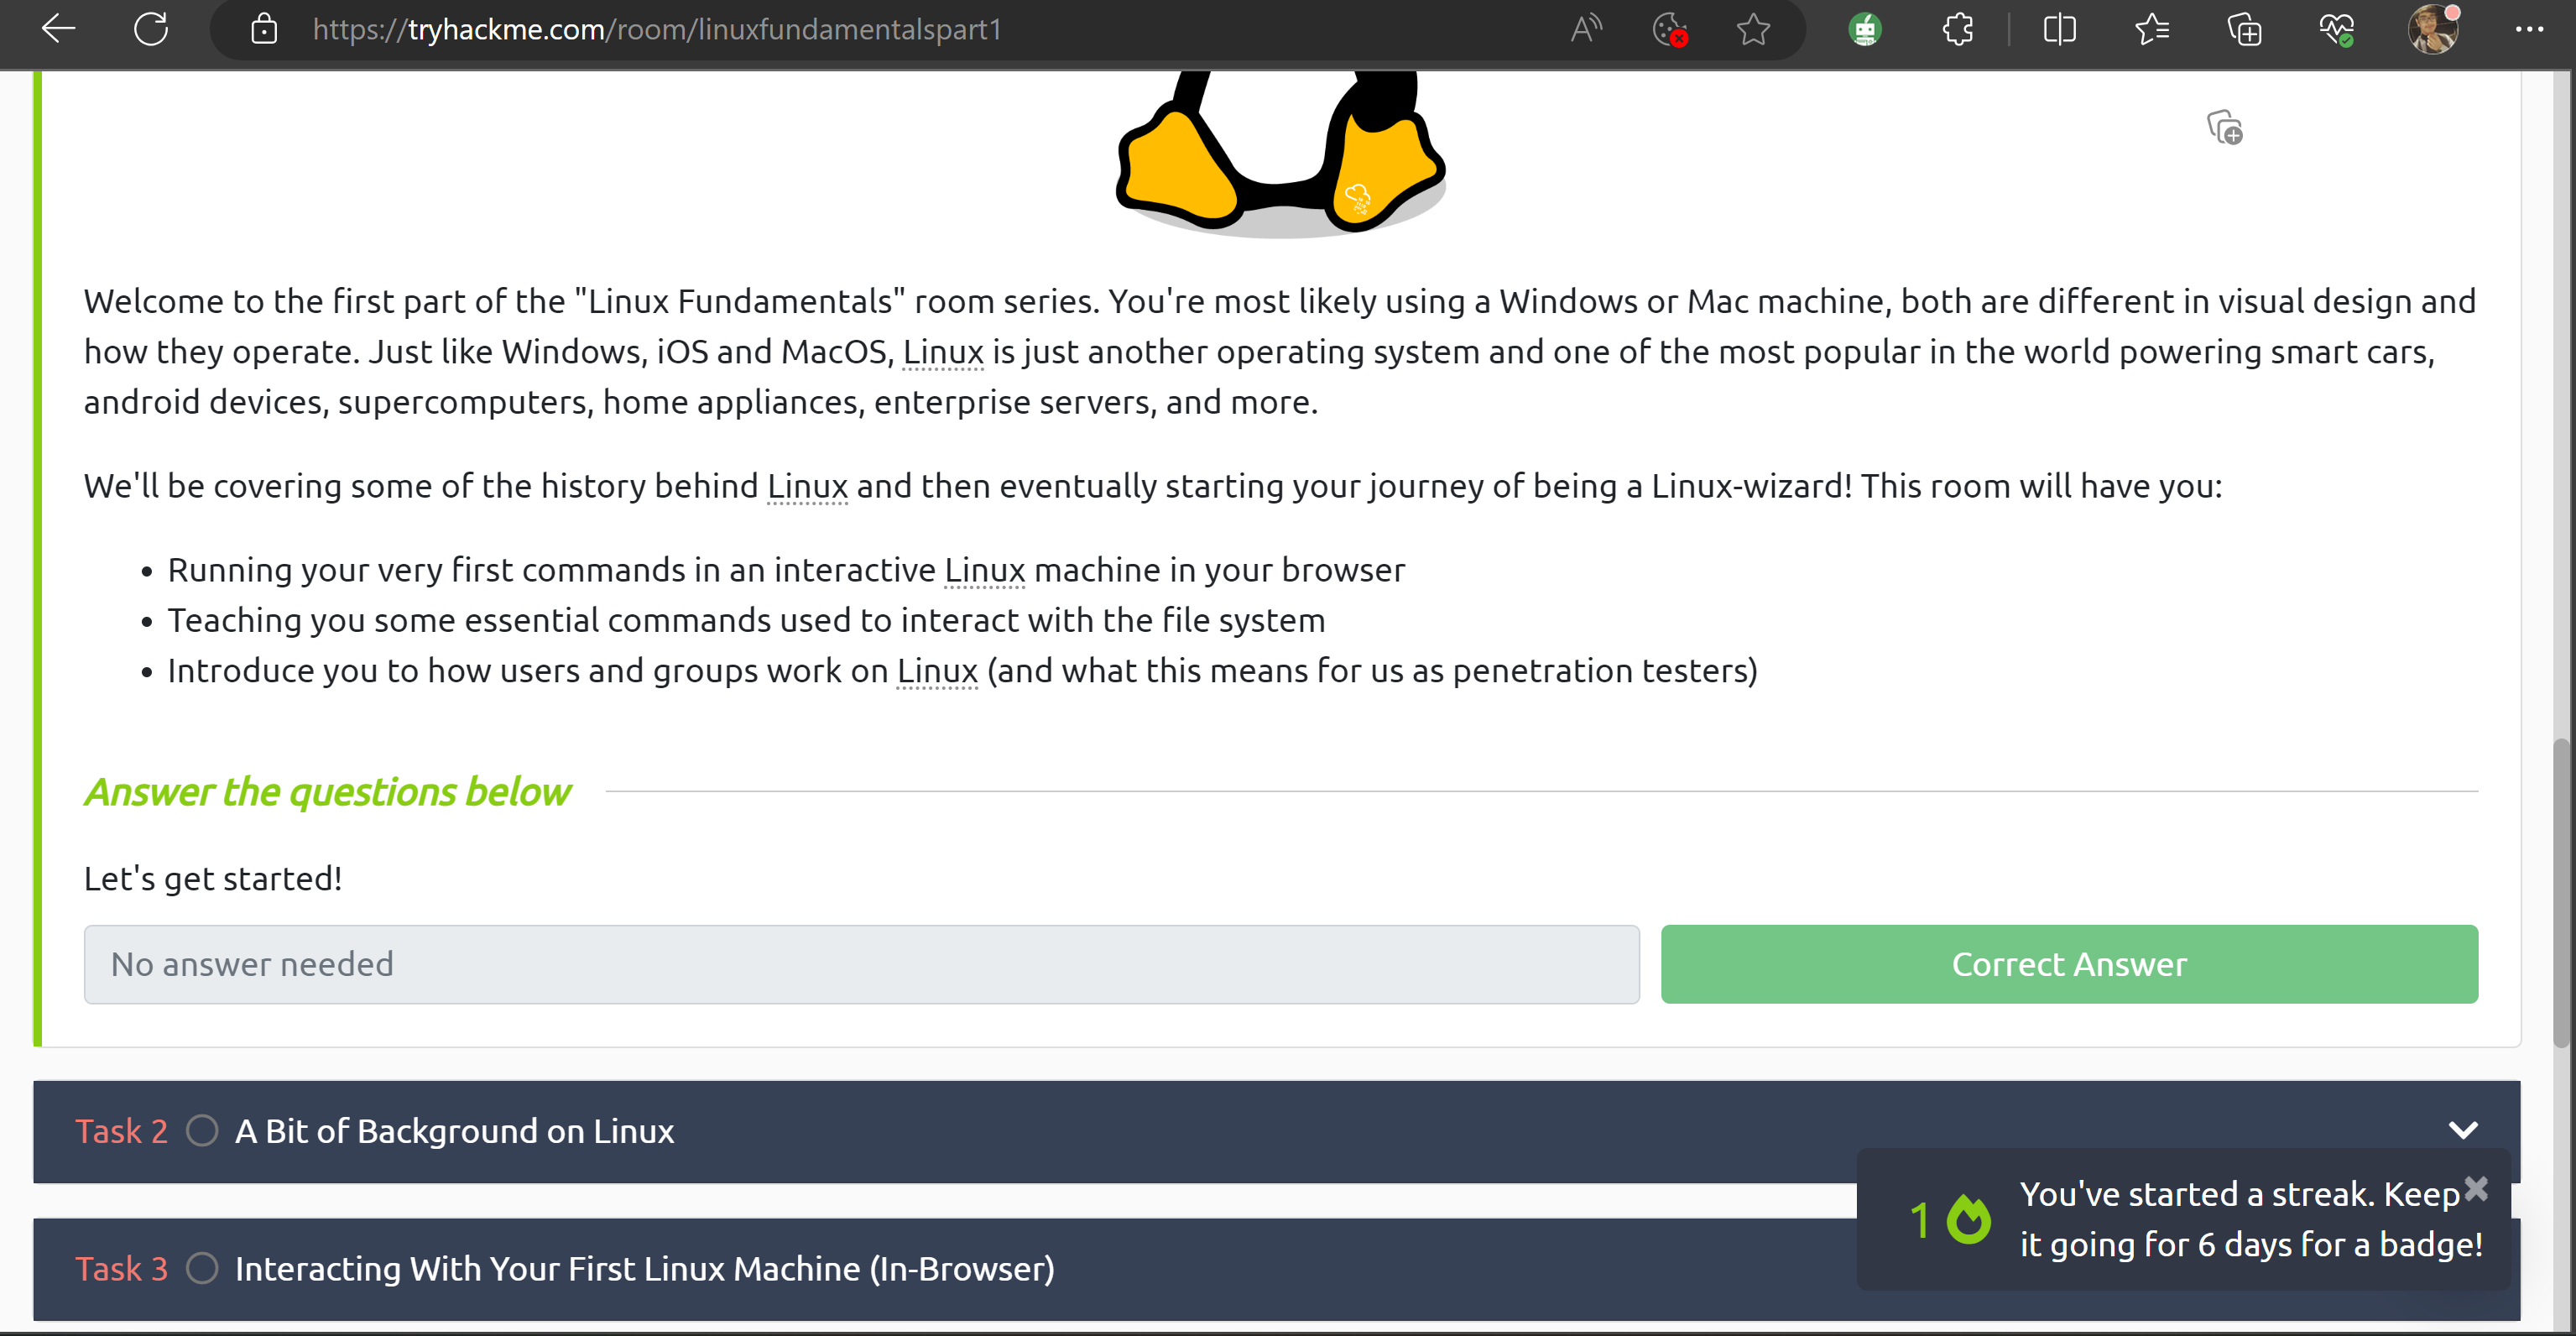 https://tryhackme.com/room/linuxfundamentalspart1
Welcome to the first part of the "Linux Fundamentals" room series. You're most likely using a Windows or Mac machine, both are different in visual design and
how they operate. Just like Windows, iOS and MacOS, Linux is just another operating system and one of the most popular in the world powering smart cars,
android devices, supercomputers, home appliances, enterprise servers, and more.
We'll be covering some of the history behind Linux and then eventually starting your journey of being a Linux-wizard! This room will have you:
• Running your very first commands in an interactive Linux machine in your browser
• Teaching you some essential commands used to interact with the file system
• Introduce you to how users and groups work on Linux (and what this means for us as penetration testers)
Answer the questions below
Let's get started!
No answer needed
Correct Answer
Task 2 A Bit of Background on Linux
Task 3 Interacting With Your First Linux Machine (In-Browser)
1
You've started a streak. Keep
it going for 6 days for a badge!